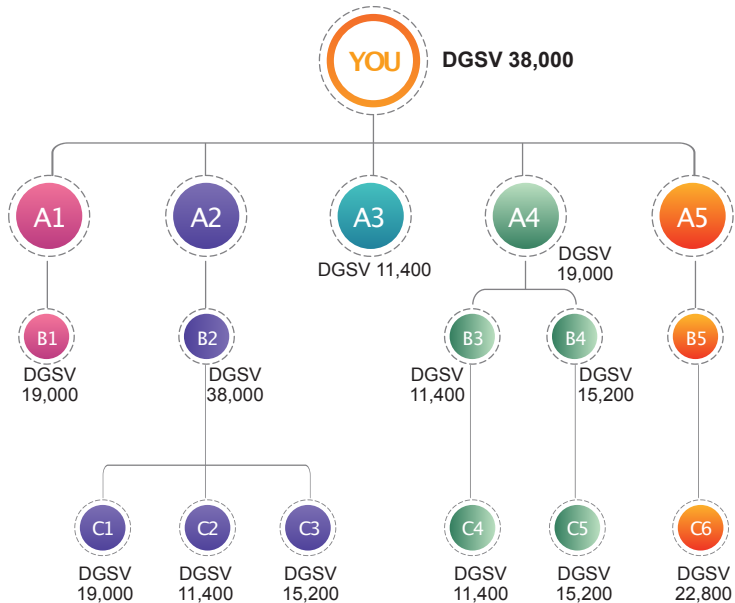 YOU
DGSV 38,000
A1
A2
A3
A4
A5
DGSV 11,400
DGSV
19,000
B1
B2
B3
B4
B5
DGSV
19,000
DGSV
38,000
DGSV
11,400
DGSV
15,200
C1
C2
C3
C4
C5
C6
DGSV
19,000
DGSV
11,400
DGSV
15,200
DGSV
11,400
DGSV
15,200
DGSV
22,800